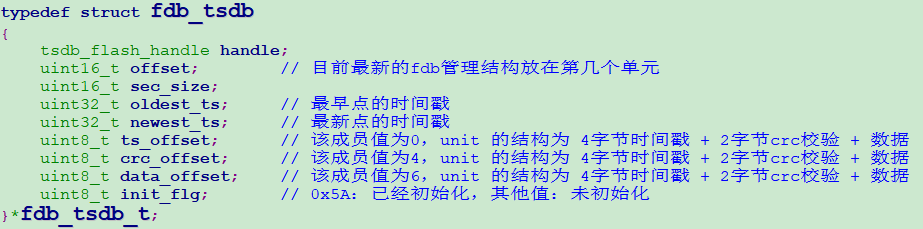 typedef struct fdb_tsdb
{
    tsdb_flash_handle handle;
    uint16_t offset;        // 目前最新的fdb管理结构放在第几个单元
    uint16_t sec_size;
    uint32_t oldest_ts;     // 最早点的时间戳
    uint32_t newest_ts;     // 最新点的时间戳
    uint8_t ts_offset;      // 该成员值为0，unit 的结构为 4字节时间戳 + 2字节crc校验 + 数据
    uint8_t crc_offset;     // 该成员值为4，unit 的结构为 4字节时间戳 + 2字节crc校验 + 数据
    uint8_t data_offset;    // 该成员值为6，unit 的结构为 4字节时间戳 + 2字节crc校验 + 数据
    uint8_t init_flg;       // 0x5A：已经初始化，其他值：未初始化
}*fdb_tsdb_t;